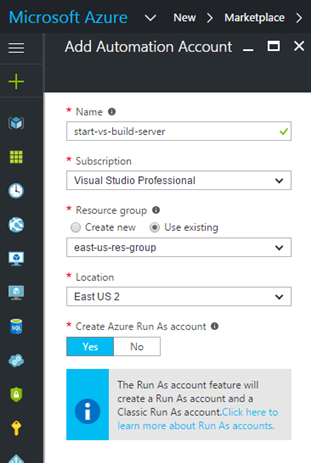 Microsoft Azure New Marketplace
Add Automation Account
* Name
start-vs-build-server
* Subscription
Visual Studio Professional
* Resource group
Create new Use existing
east-us-res-group
* Location
East US 2
* Create Azure Run As account
Yes No
The Run As account feature will
create a Run As account and a
Classic Run As account.Click here to
learn more about Run As accounts.
SQL